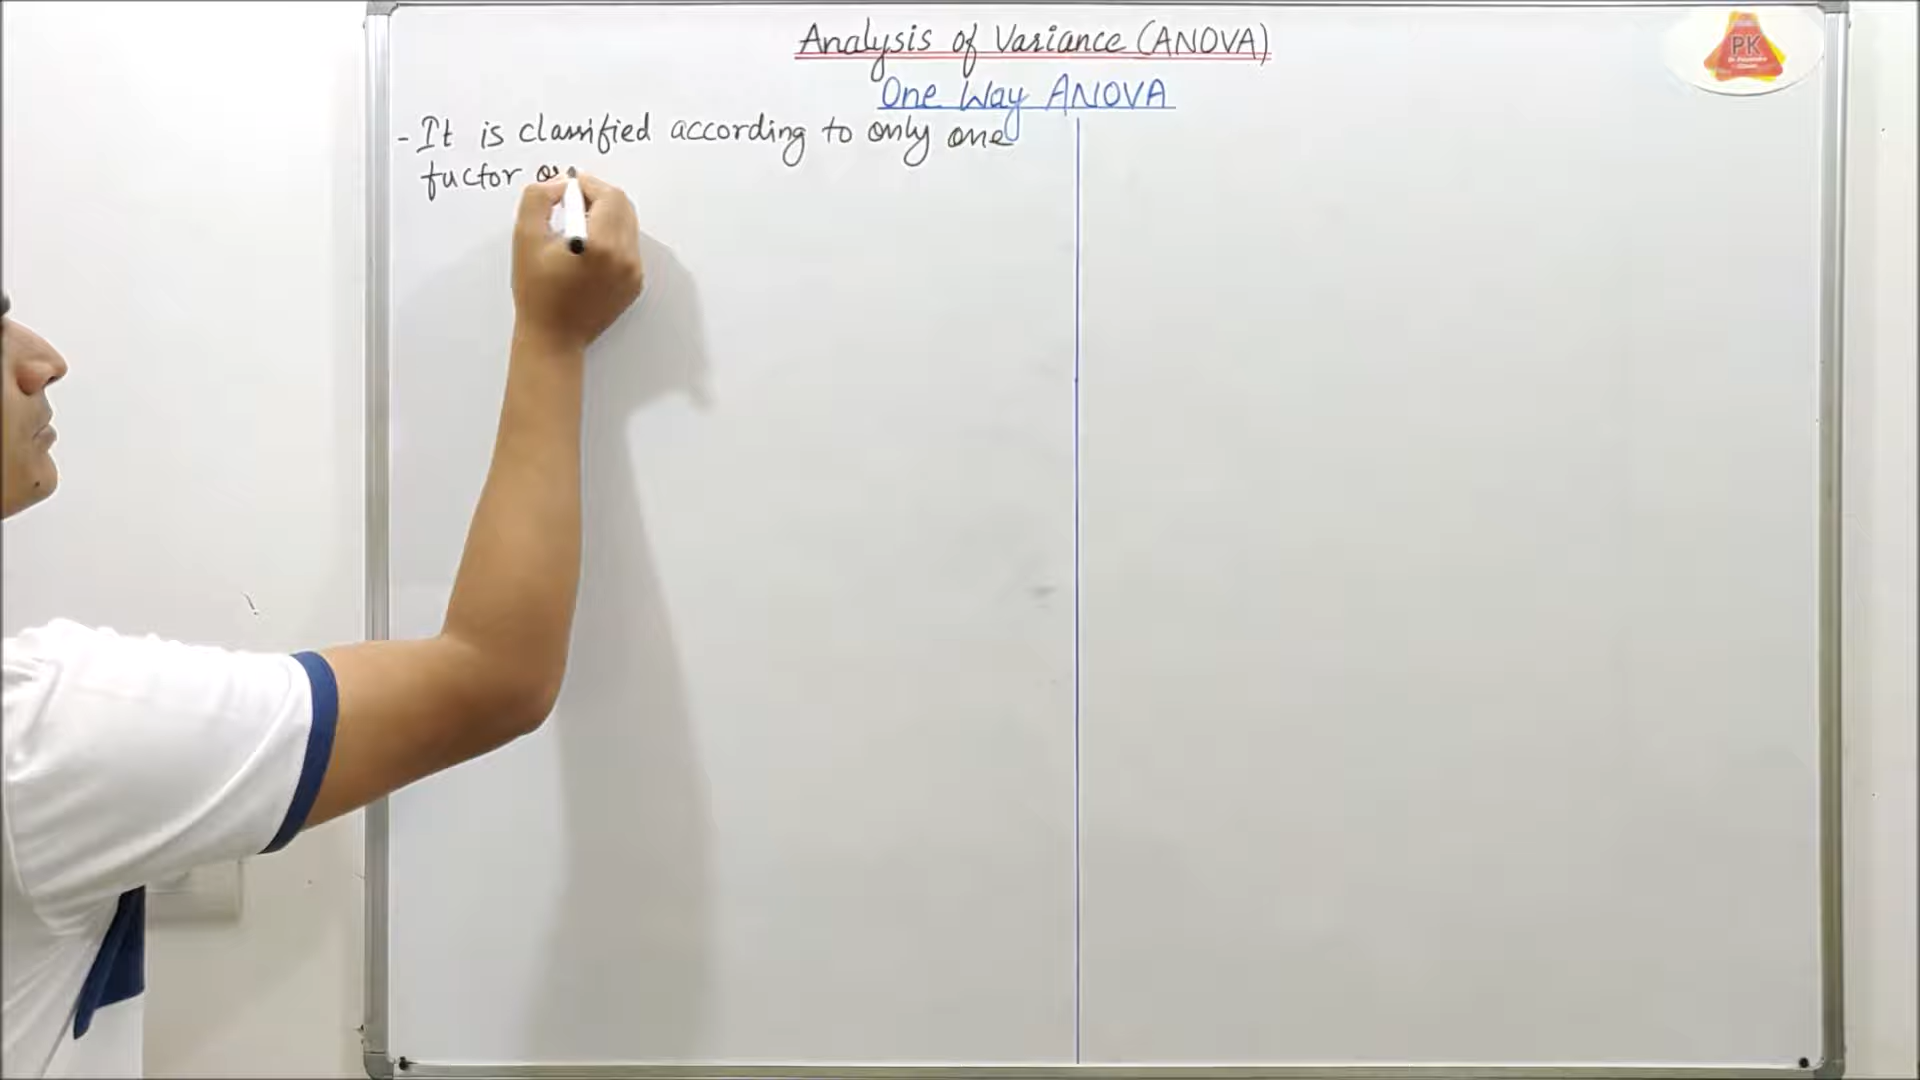 Analysis of Variance (ANOVA)
One Way ANOVA
- It is classified according to only one
factor or
PK